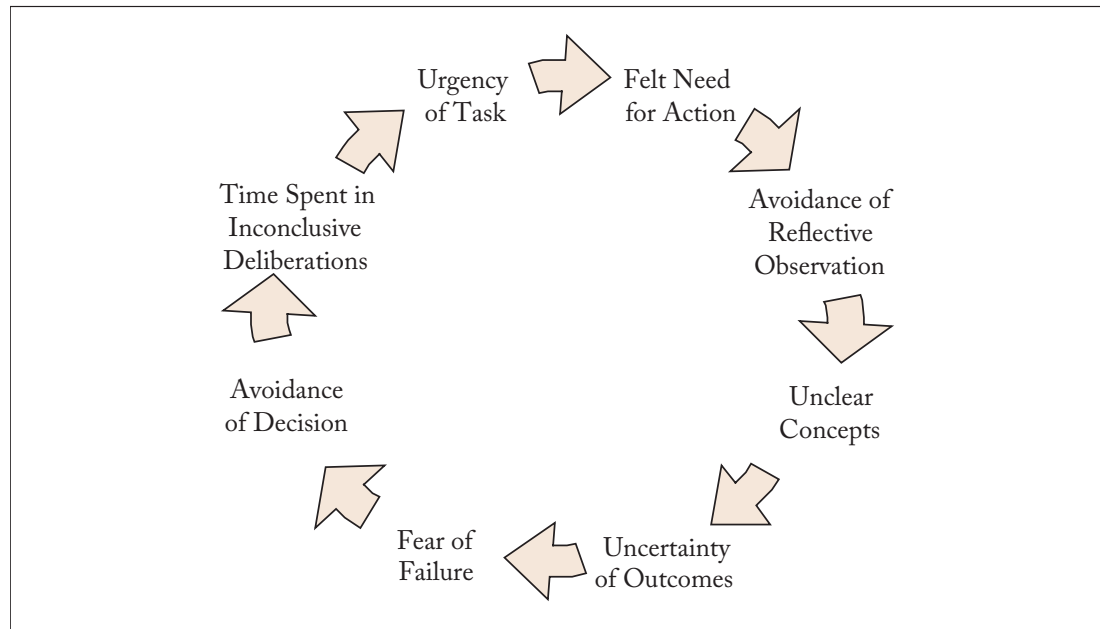 Urgency
of Task
Felt Need
for Action
Avoidance of
Reflective
Observation
Unclear
Concepts
Uncertainty
of Outcomes
Fear of
Failure
Avoidance
of Decision
Time Spent in
Inconclusive
Deliberations